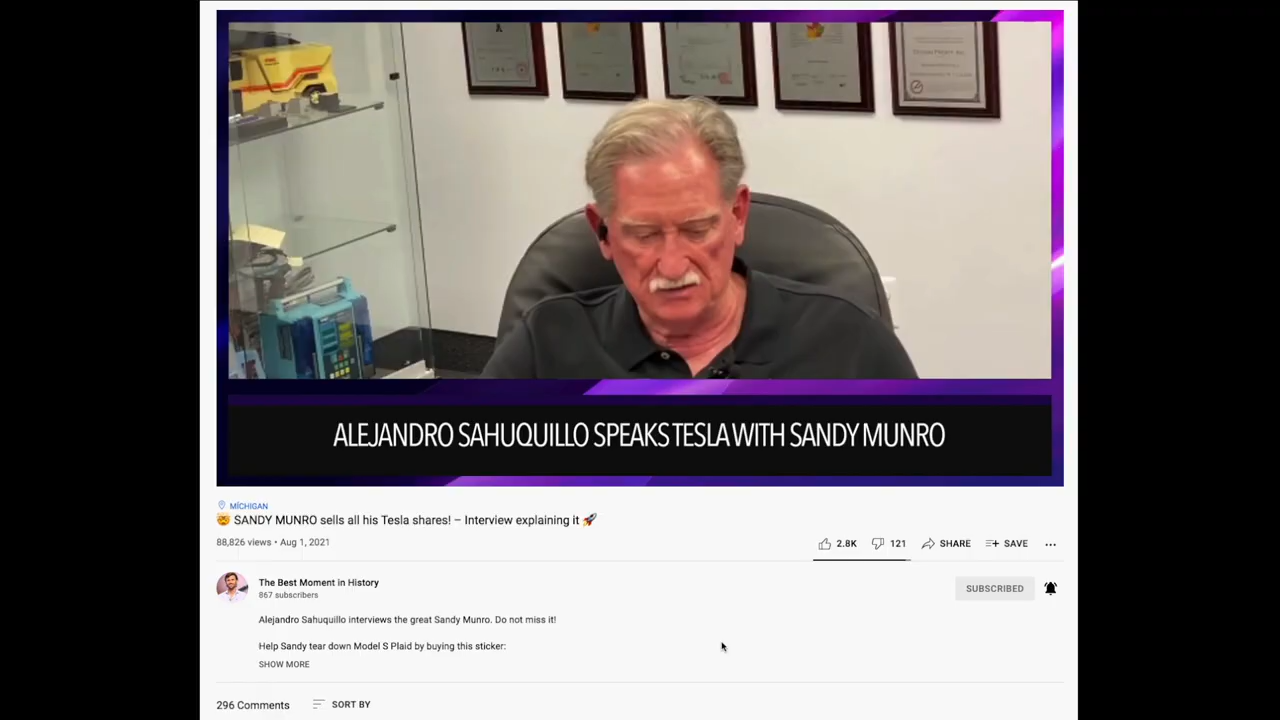 ALEJANDRO SAHUQUILLO SPEAKS TESLA WITH SANDY MUNRO
MÍCHIGAN
🤯 SANDY MUNRO sells all his Tesla shares! – Interview explaining it 🚀
88,826 views • Aug 1, 2021
2.8K 121 SHARE SAVE
The Best Moment in History
867 subscribers
SUBSCRIBED
Alejandro Sahuquillo interviews the great Sandy Munro. Do not miss it!
Help Sandy tear down Model S Plaid by buying this sticker:
SHOW MORE
296 Comments SORT BY